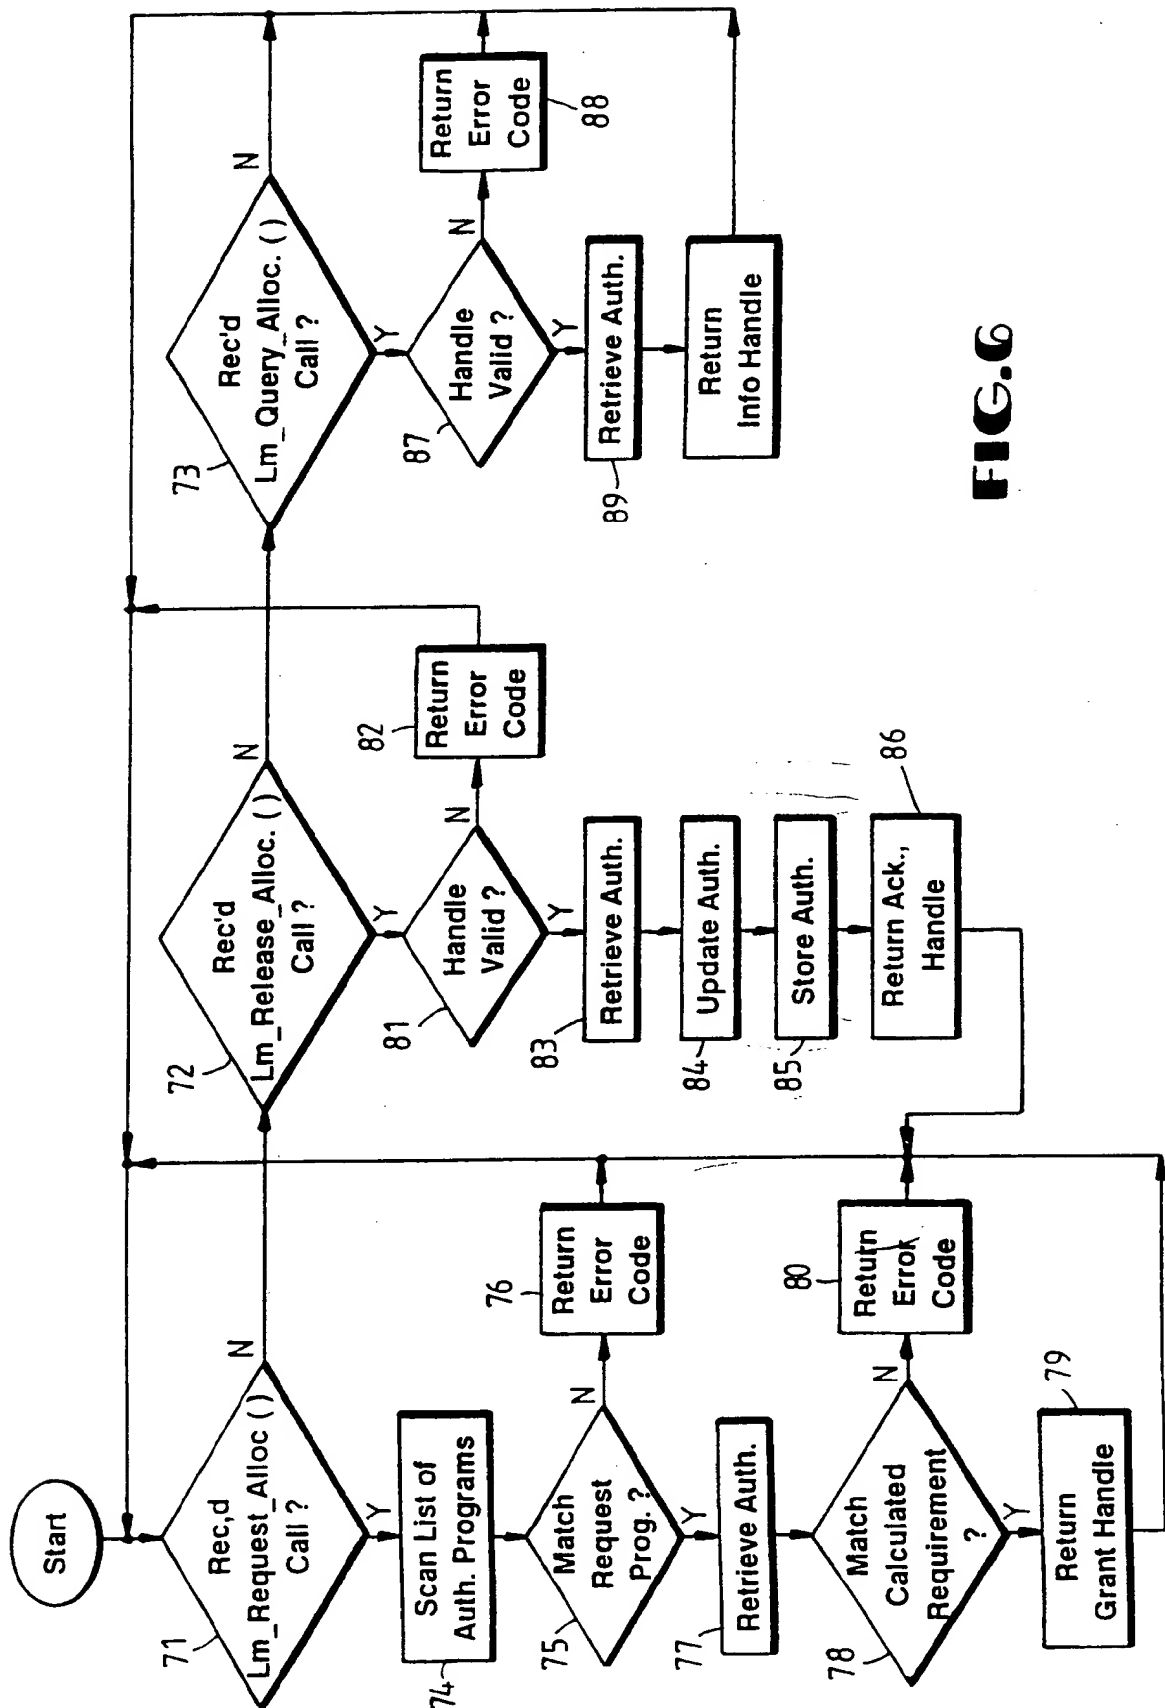 Start
71
Rec,d
Lm_Request_Alloc ( )
Call ?
N
Y
74
Scan List of
Auth. Programs
75
Match
Request
Prog. ?
N
Y
76
Return
Error
Code
77
Retrieve Auth.
78
Match
Calculated
Requirement
?
N
Y
80
Return
Error
Code
79
Return
Grant Handle
72
Rec'd
Lm_Release_Alloc. ( )
Call ?
N
Y
81
Handle
Valid ?
N
Y
82
Return
Error
Code
83
Retrieve Auth.
84
Update Auth.
85
Store Auth.
86
Return Ack.,
Handle
73
Rec'd
Lm_Query_Alloc. ( )
Call ?
N
Y
87
Handle
Valid ?
N
Y
Return
Error
Code
88
89
Retrieve Auth.
Return
Info Handle
FIG.6